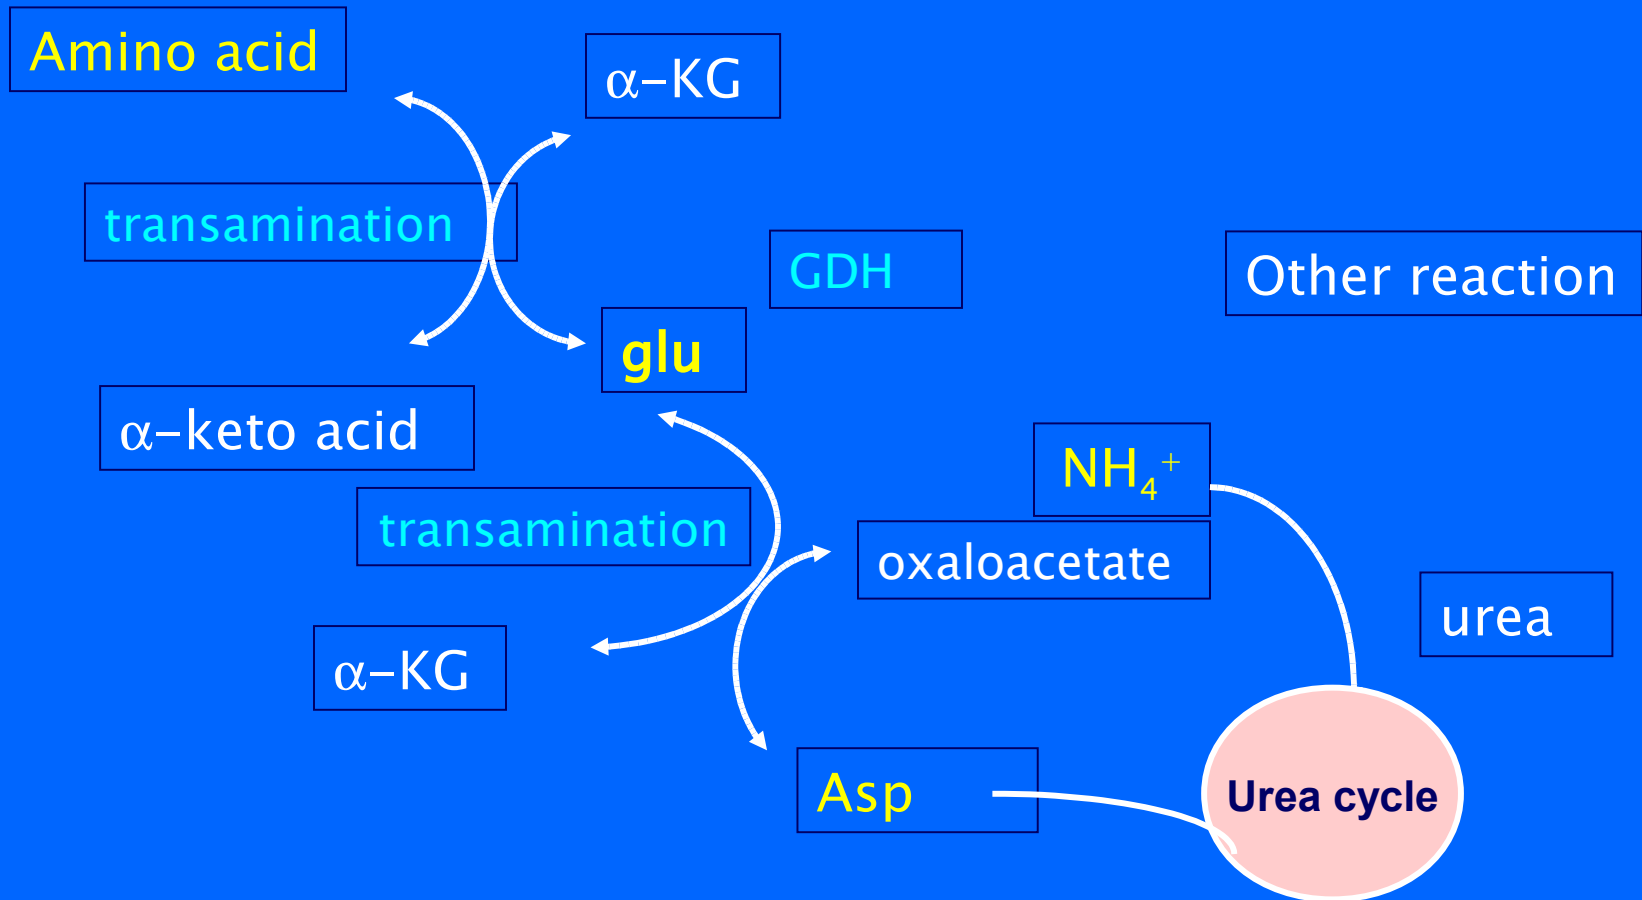 Amino acid
α-KG
transamination
GDH
Other reaction
glu
α-keto acid
NH₄⁺
transamination
oxaloacetate
urea
α-KG
Asp
Urea cycle